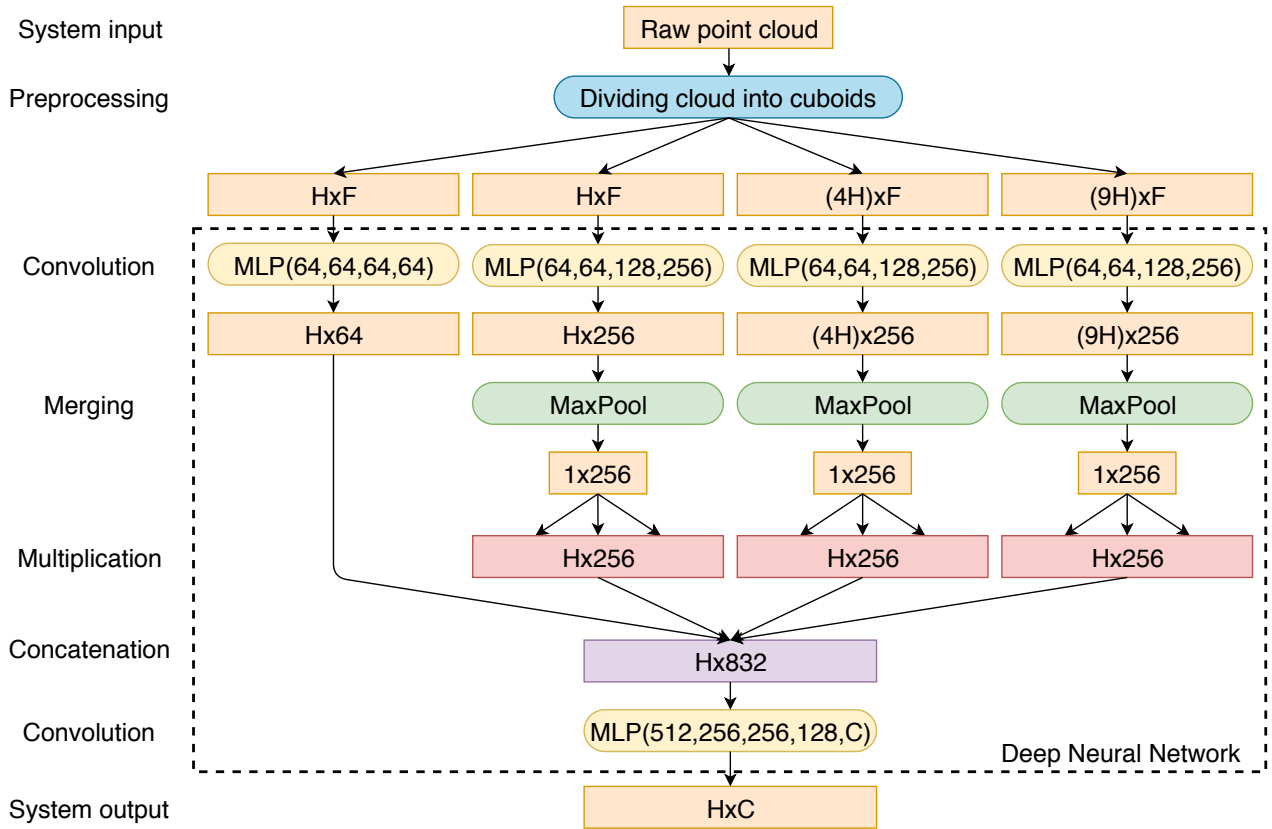 System input
Raw point cloud
Preprocessing
Dividing cloud into cuboids
HxF
HxF
(4H)xF
(9H)xF
Convolution
MLP(64,64,64,64)
MLP(64,64,128,256)
MLP(64,64,128,256)
MLP(64,64,128,256)
Hx64
Hx256
(4H)x256
(9H)x256
Merging
MaxPool
MaxPool
MaxPool
1x256
1x256
1x256
Multiplication
Hx256
Hx256
Hx256
Concatenation
Hx832
Convolution
MLP(512,256,256,128,C)
Deep Neural Network
System output
HxC